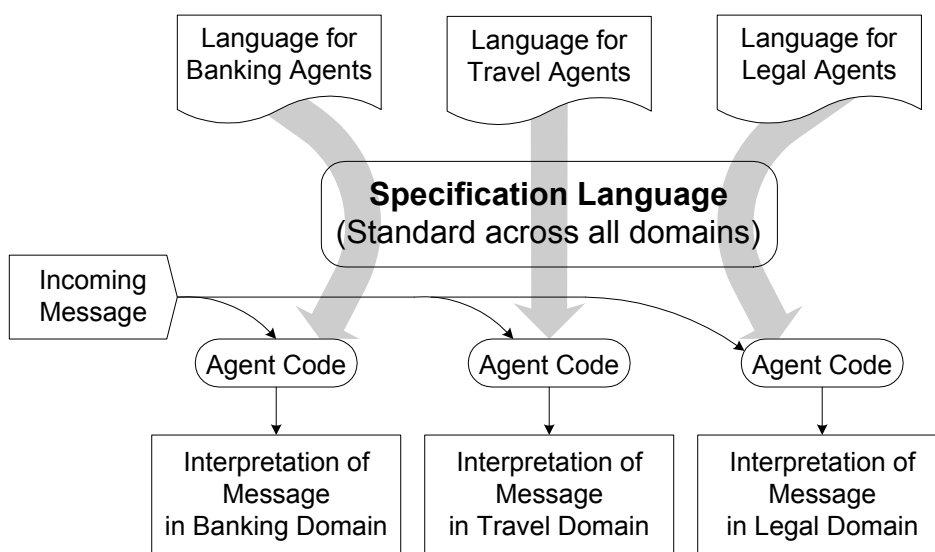 Language for
Banking Agents
Language for
Travel Agents
Language for
Legal Agents
Specification Language
(Standard across all domains)
Incoming
Message
Agent Code
Agent Code
Agent Code
Interpretation of
Message
in Banking Domain
Interpretation of
Message
in Travel Domain
Interpretation of
Message
in Legal Domain